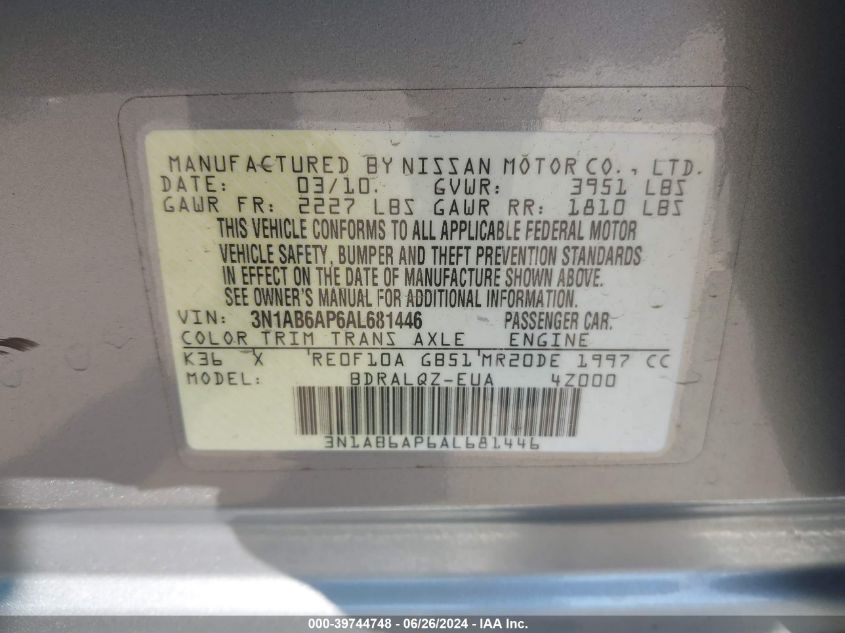 MANUFACTURED BY NISSAN MOTOR CO., LTD.
DATE: 03/10. GVWR: 3951 LBS
GAWR FR: 2227 LBS GAWR RR: 1810 LBS
THIS VEHICLE CONFORMS TO ALL APPLICABLE FEDERAL MOTOR
VEHICLE SAFETY, BUMPER AND THEFT PREVENTION STANDARDS
IN EFFECT ON THE DATE OF MANUFACTURE SHOWN ABOVE.
SEE OWNER'S MANUAL FOR ADDITIONAL INFORMATION.
VIN: 3N1AB6AP6AL681446 PASSENGER CAR.
COLOR TRIM TRANS AXLE ENGINE
K36 X RE0F10A GB51 MR20DE 1997 CC
MODEL: BDRALQZ-EUA 4Z000
3N1AB6AP6AL681446
000-39744748 - 06/26/2024 - IAA Inc.